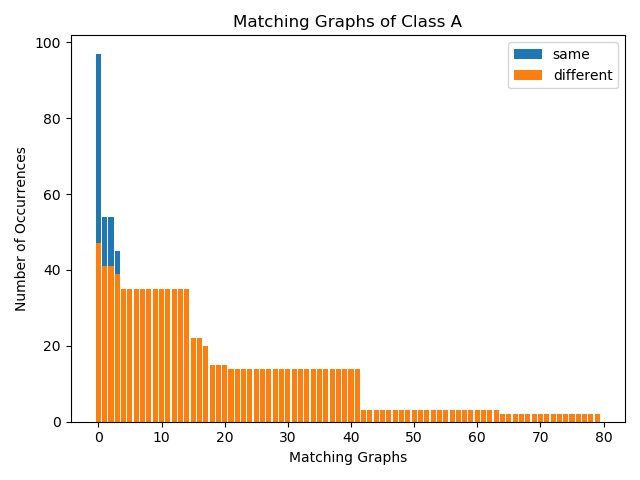 Matching Graphs of Class A
same
different
Number of Occurrences
100
80
60
40
20
0
0 10 20 30 40 50 60 70 80
Matching Graphs